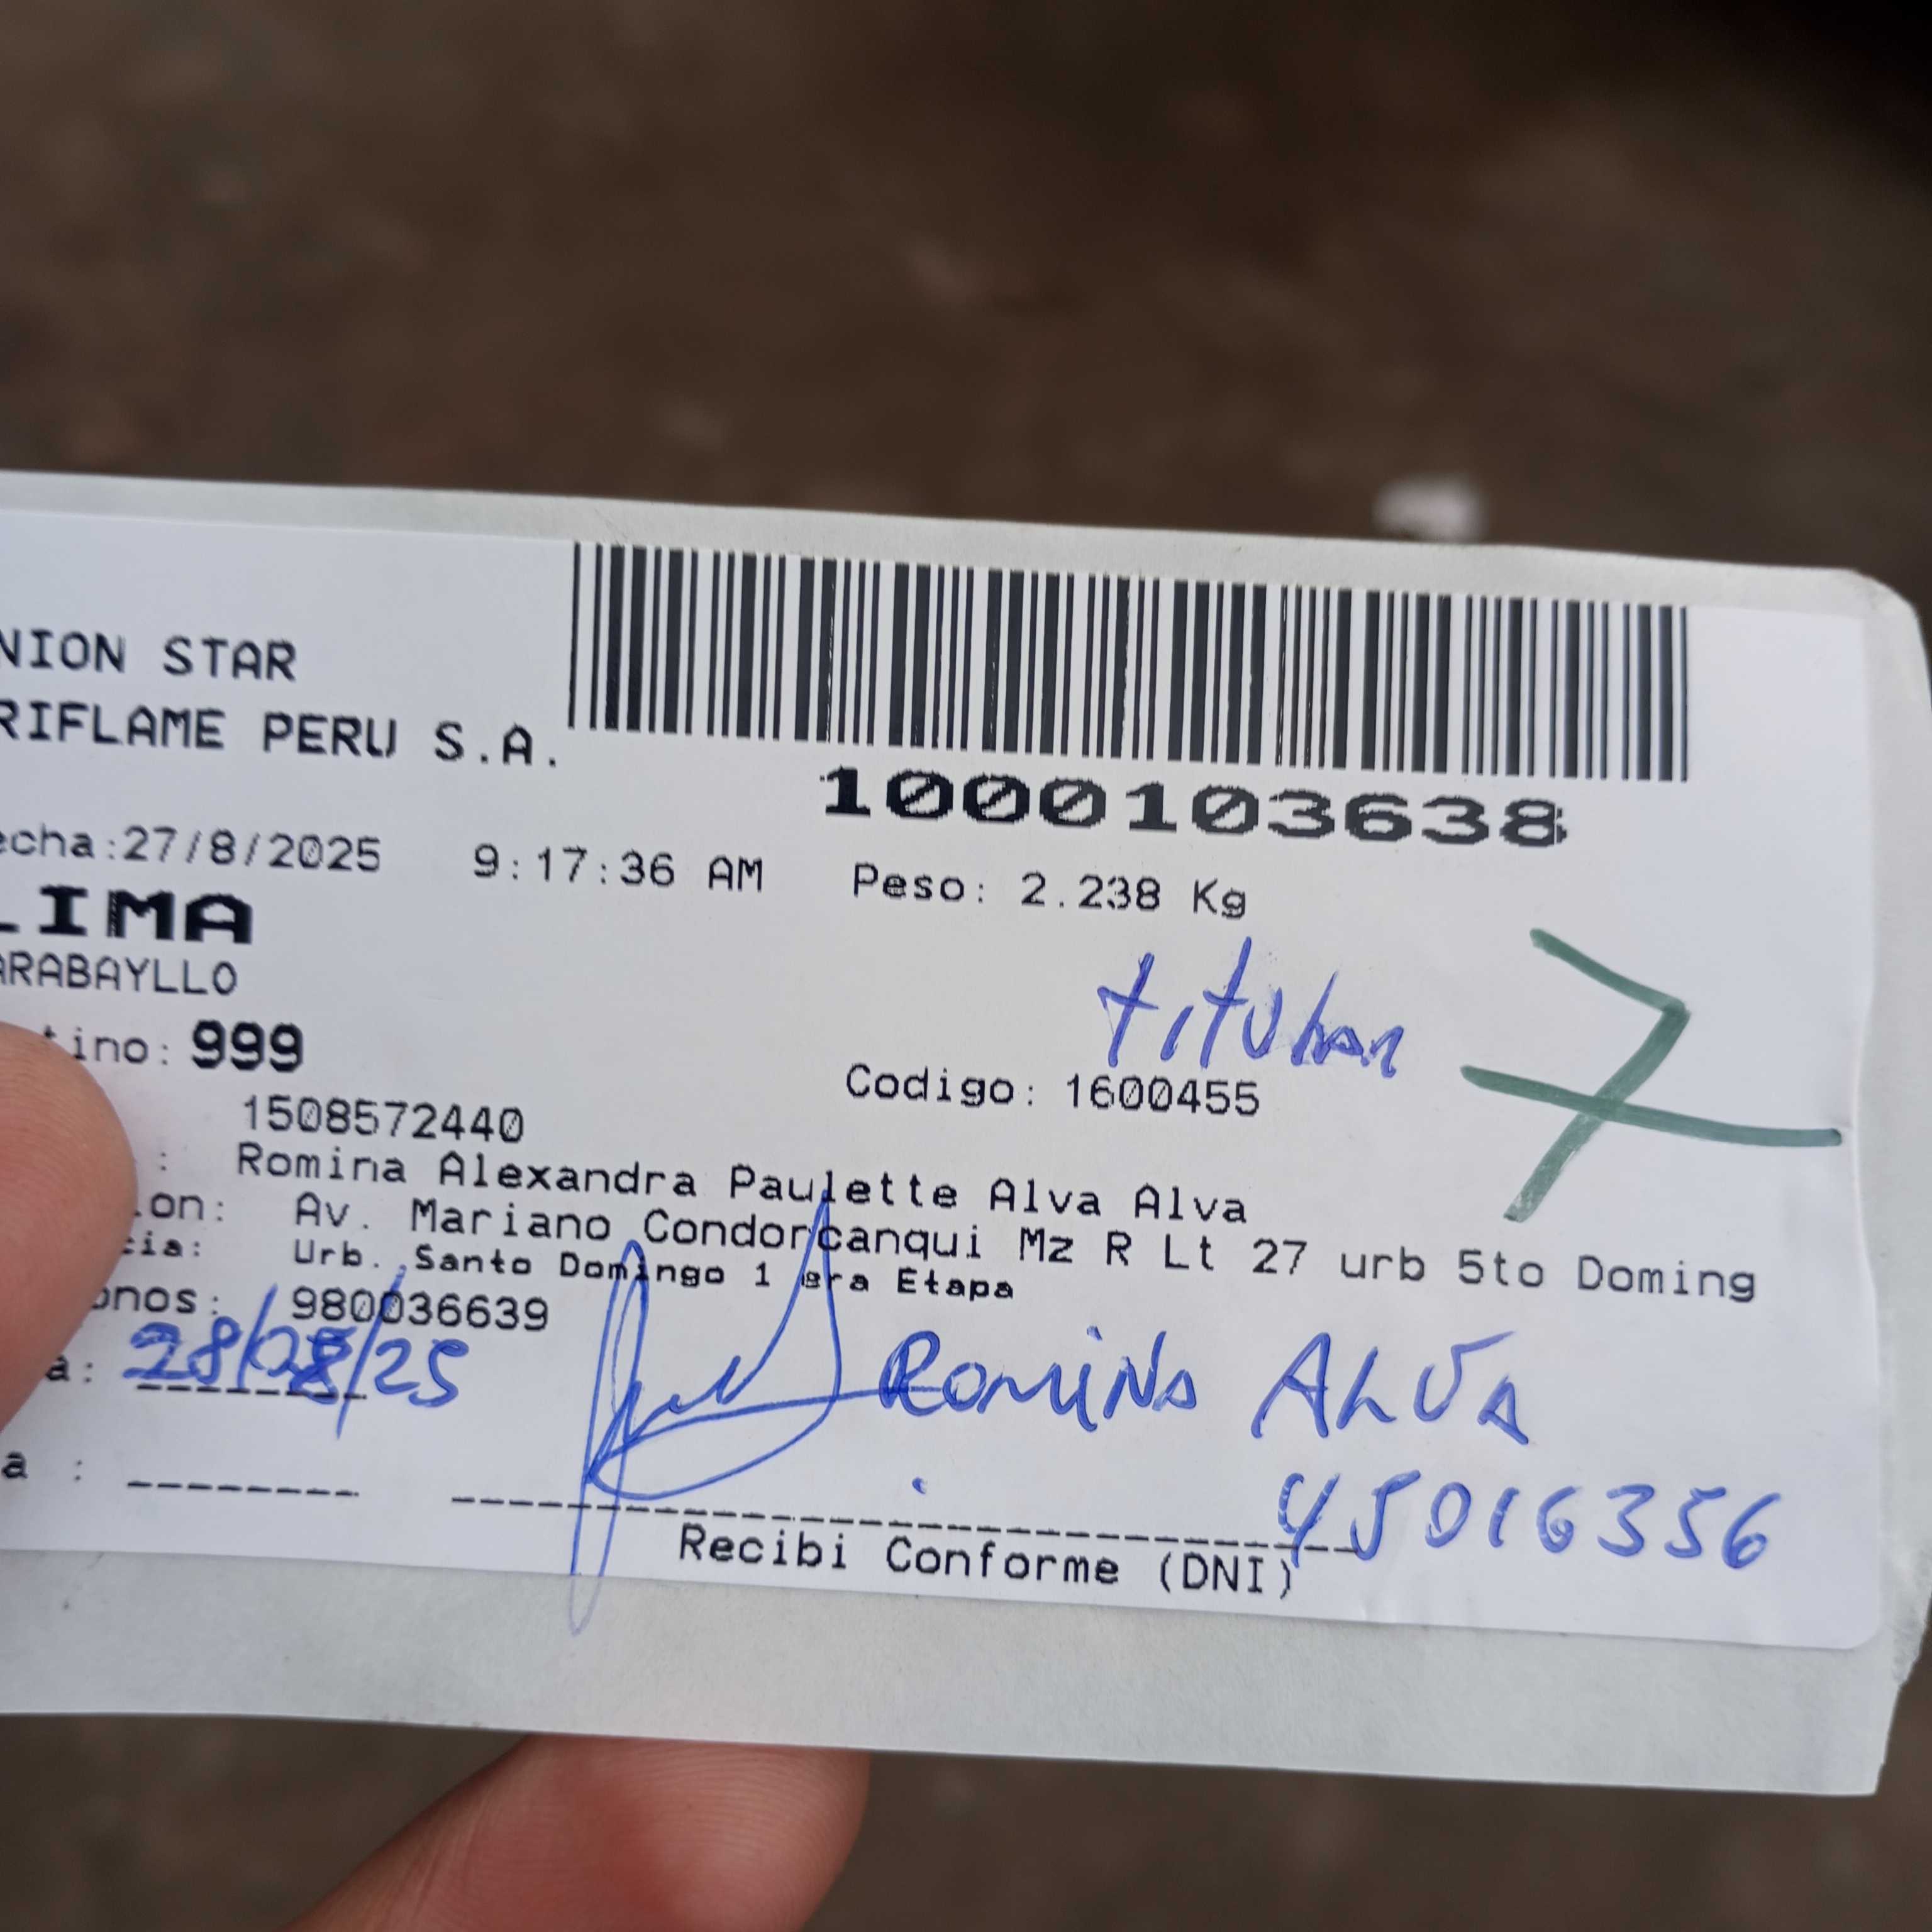 NION STAR
RIFLAME PERU S.A.
1000103638
echa:27/8/2025 9:17:36 AM Peso: 2.238 Kg
LIMA
ARABAYLLO
titular
7
tino: 999
Codigo: 1600455
1508572440
: Romina Alexandra Paulette Alva Alva
ion: Av. Mariano Condorcanqui Mz R Lt 27 urb 5to Doming
cia: Urb. Santo Domingo 1 era Etapa
onos: 980036639
a: 28/08/25
ROMINA ALVA
45016356
a :
Recibi Conforme (DNI)